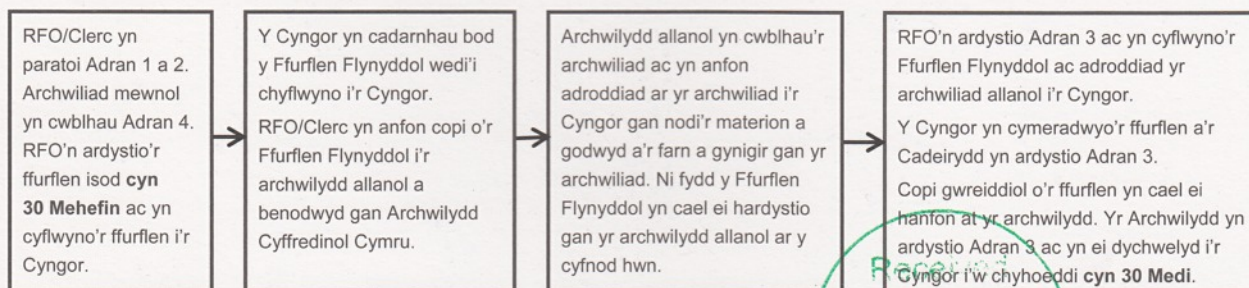 RFO/Clerc yn
paratoi Adran 1 a 2.
Archwiliad mewnol
yn cwblhau Adran 4.
RFO'n ardystio'r
ffurflen isod cyn
30 Mehefin ac yn
cyflwyno'r ffurflen i'r
Cyngor.
Y Cyngor yn cadarnhau bod
y Ffurflen Flynyddol wedi'i
chyflwyno i'r Cyngor.
RFO/Clerc yn anfon copi o'r
Ffurflen Flynyddol i'r
archwilydd allanol a
benodwyd gan Archwilydd
Cyffredinol Cymru.
Archwilydd allanol yn cwblhau'r
archwiliad ac yn anfon
adroddiad ar yr archwiliad i'r
Cyngor gan nodi'r materion a
godwyd a'r farn a gynigir gan yr
archwiliad. Ni fydd y Ffurflen
Flynyddol yn cael ei hardystio
gan yr archwilydd allanol ar y
cyfnod hwn.
RFO'n ardystio Adran 3 ac yn cyflwyno'r
Ffurflen Flynyddol ac adroddiad yr
archwiliad allanol i'r Cyngor.
Y Cyngor yn cymeradwyo'r ffurflen a'r
Cadeirydd yn ardystio Adran 3.
Copi gwreiddiol o'r ffurflen yn cael ei
hanfon at yr archwilydd. Yr Archwilydd yn
ardystio Adran 3 ac yn ei dychwelyd i'r
Cyngor i'w chyhoeddi cyn 30 Medi.
Received